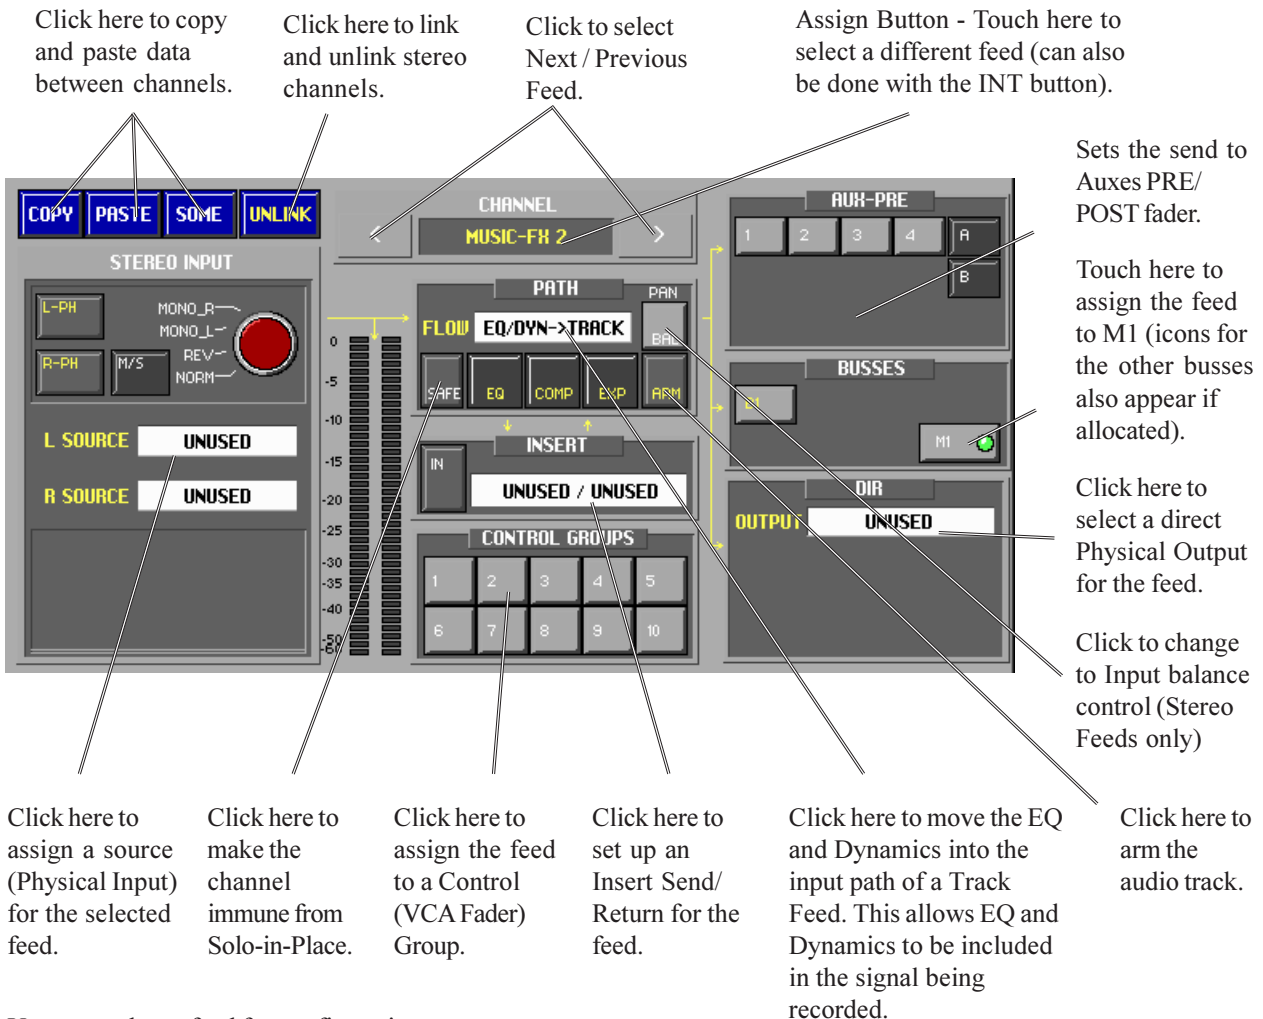 Click here to copy
and paste data
between channels.
Click here to link
and unlink stereo
channels.
Click to select
Next / Previous
Feed.
Assign Button - Touch here to
select a different feed (can also
be done with the INT button).
Sets the send to
Auxes PRE/
POST fader.
Touch here to
assign the feed
to M1 (icons for
the other busses
also appear if
allocated).
Click here to
select a direct
Physical Output
for the feed.
Click to change
to Input balance
control (Stereo
Feeds only)
COPY PASTE SOME UNLINK
STEREO INPUT
L-PH
R-PH
M/S
MONO_R
MONO_L
REV
NORM
L SOURCE UNUSED
R SOURCE UNUSED
0
-5
-10
-15
-20
-25
-30
-35
-40
-50
-60
CHANNEL
< MUSIC-FX 2 >
PATH
PAN
FLOW EQ/DYN->TRACK
BAL
SAFE EQ COMP EXP ARM
INSERT
IN
UNUSED / UNUSED
CONTROL GROUPS
1 2 3 4 5
6 7 8 9 10
AUX-PRE
1 2 3 4 A
B
BUSSES
M1
DIR
OUTPUT UNUSED
Click here to
assign a source
(Physical Input)
for the selected
feed.
Click here to
make the
channel
immune from
Solo-in-Place.
Click here to
assign the feed
to a Control
(VCA Fader)
Group.
Click here to
set up an
Insert Send/
Return for the
feed.
Click here to move the EQ
and Dynamics into the
input path of a Track
Feed. This allows EQ and
Dynamics to be included
in the signal being
recorded.
Click here to
arm the
audio track.